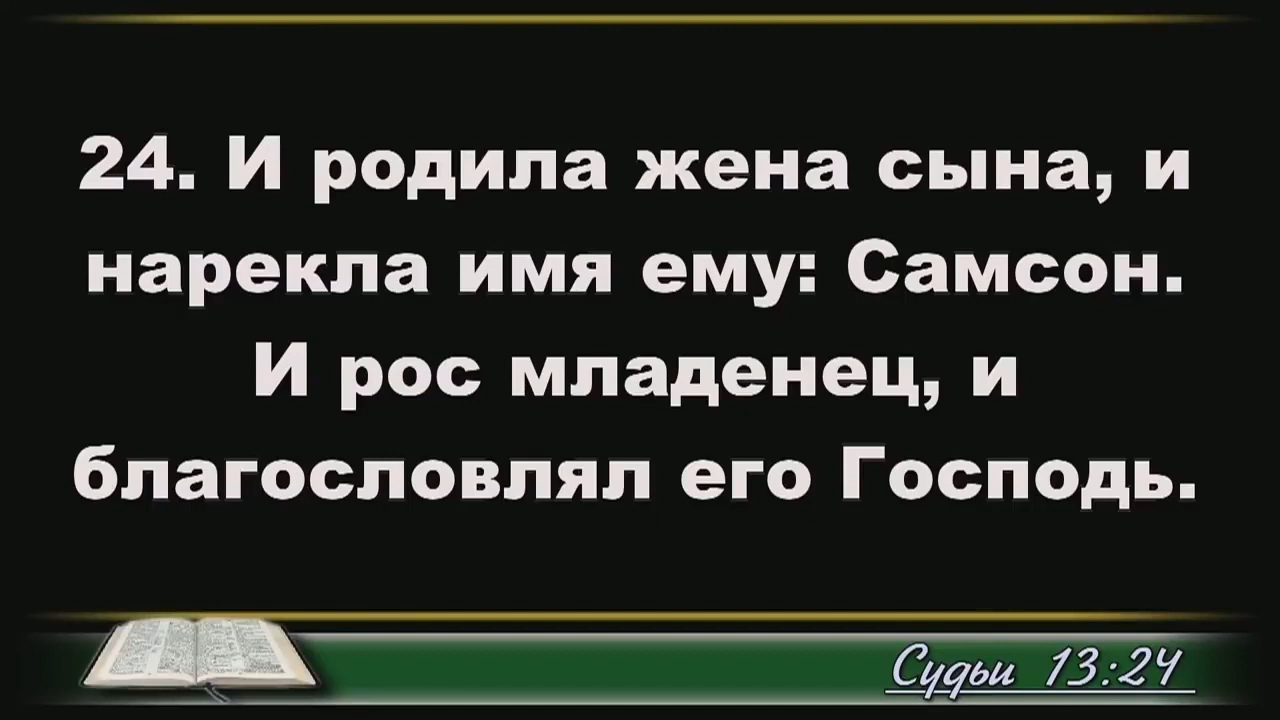 24. И родила жена сына, и
нарекла имя ему: Самсон.
И рос младенец, и
благословлял его Господь.
Судьи 13:24